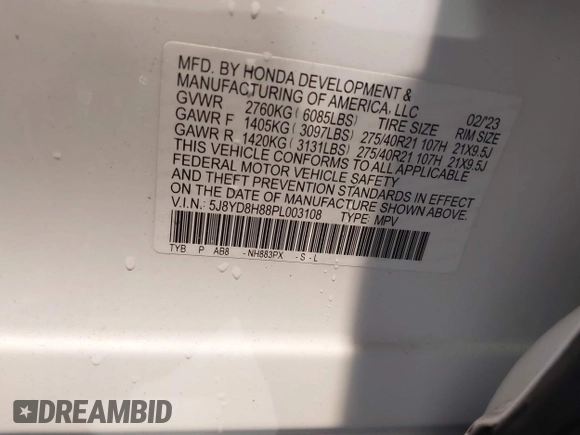 MFD. BY HONDA DEVELOPMENT &
MANUFACTURING OF AMERICA, LLC 02/23
GVWR 2760KG ( 6085LBS) TIRE SIZE RIM SIZE
GAWR F 1405KG ( 3097LBS) 275/40R21 107H 21X9.5J
GAWR R 1420KG ( 3131LBS) 275/40R21 107H 21X9.5J
THIS VEHICLE CONFORMS TO ALL APPLICABLE
FEDERAL MOTOR VEHICLE SAFETY
AND THEFT PREVENTION STANDARDS IN EFFECT
ON THE DATE OF MANUFACTURE SHOWN ABOVE.
V.I.N.: 5J8YD8H88PL003108 TYPE: MPV
TYB P AB8 - NH883PX - S - L
DREAMBID